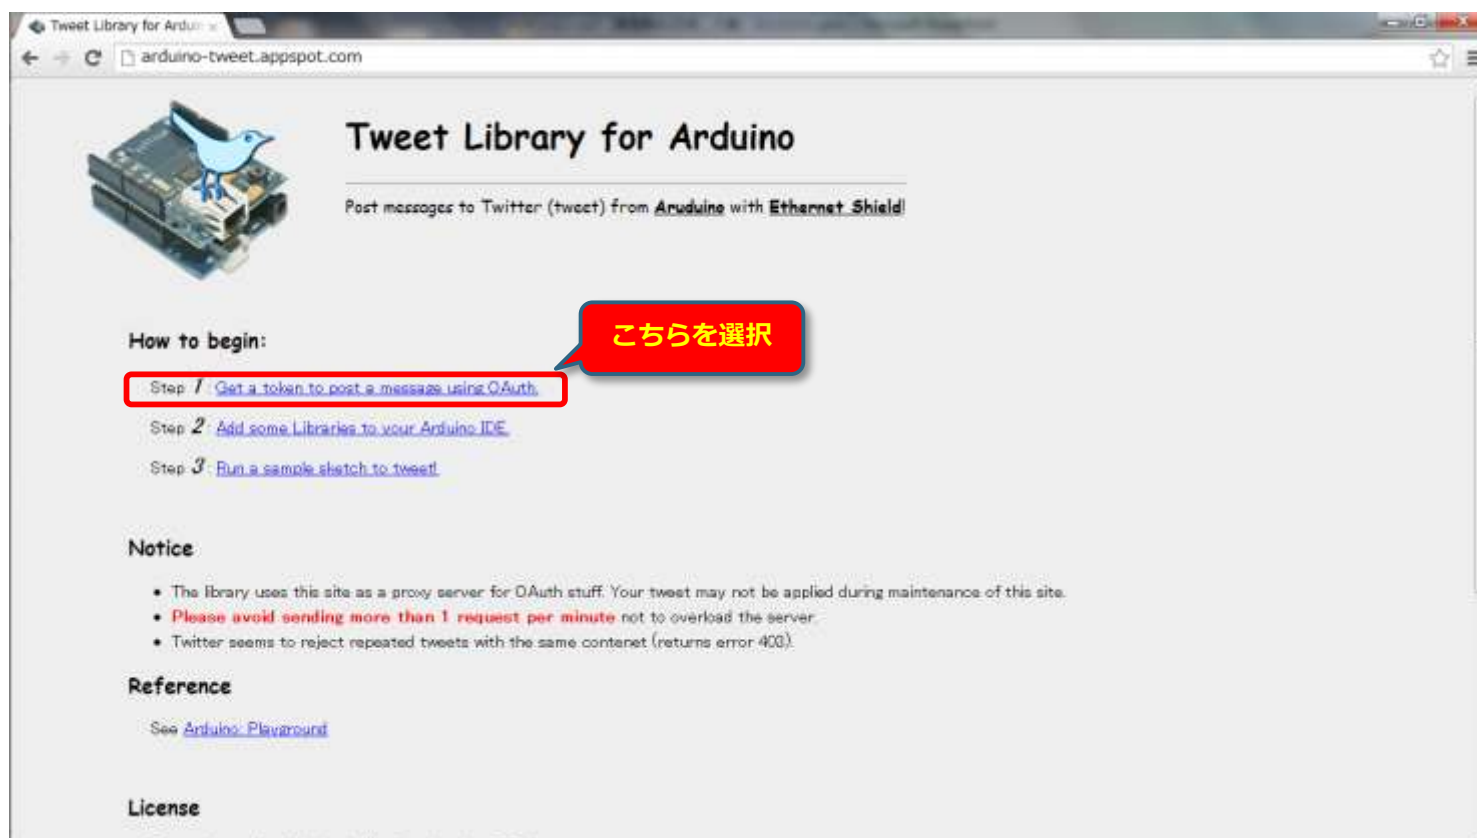 Tweet Library for Ardui
arduino-tweet.appspot.com
Tweet Library for Arduino
Post messages to Twitter (tweet) from Aruduino with Ethernet Shield!
こちらを選択
How to begin:
Step 1 : Get a token to post a message using OAuth.
Step 2 : Add some Libraries to your Arduino IDE.
Step 3 : Run a sample sketch to tweet!
Notice
• The library uses this site as a proxy server for OAuth stuff. Your tweet may not be applied during maintenance of this site.
• Please avoid sending more than 1 request per minute not to overload the server.
• Twitter seems to reject repeated tweets with the same contenet (returns error 403).
Reference
See Arduino: Playground
License